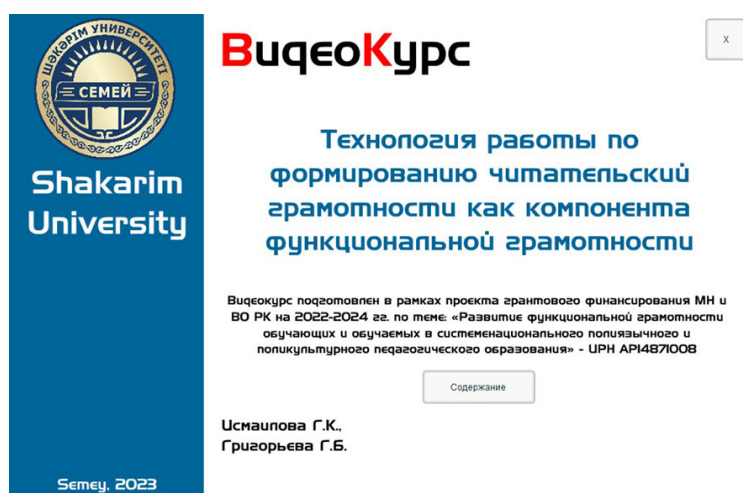 ШӘКӘРІМ УНИВЕРСИТЕТІ
СЕМЕЙ
Shakarim
University
Semey, 2023
ВидеоКурс
X
Технология работы по
формированию читательский
грамотности как компонента
функциональной грамотности
Видеокурс подготовлен в рамках проекта грантового финансирования МН и
ВО РК на 2022-2024 гг. по теме: «Развитие функциональной грамотности
обучающих и обучаемых в системенационального полиязычного и
поликультурного педагогического образования» - ИРН AP14871008
Содержание
Исмаилова Г.К.,
Григорьева Г.Б.